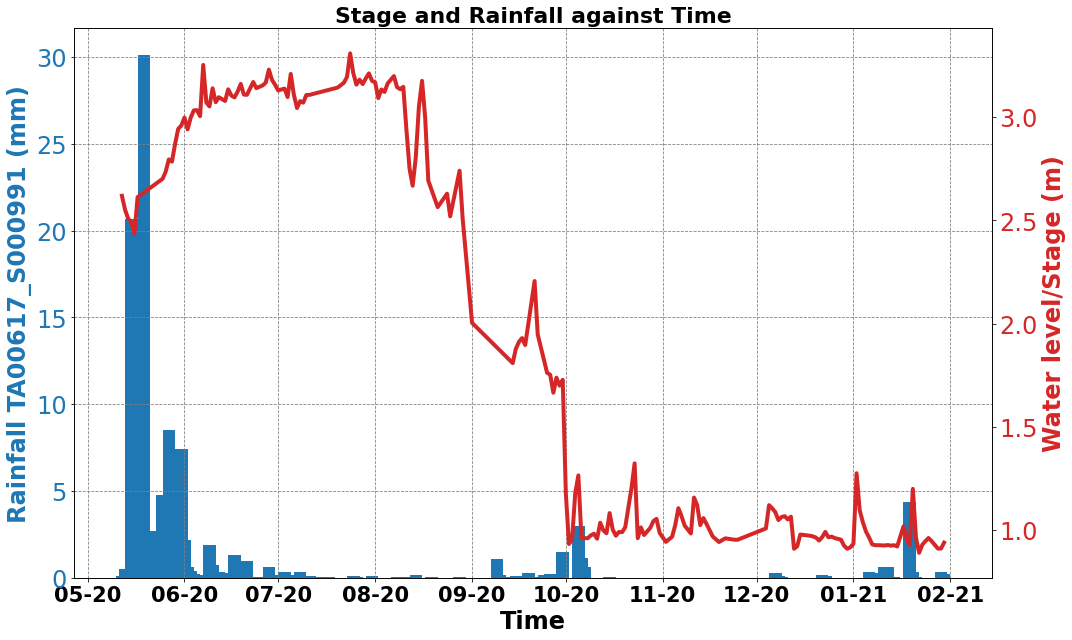 Stage and Rainfall against Time
Rainfall TA00617_S000991 (mm)
30
25
20
15
10
5
0
3.0
2.5
2.0
1.5
1.0
Water level/Stage (m)
05-20 06-20 07-20 08-20 09-20 10-20 11-20 12-20 01-21 02-21
Time